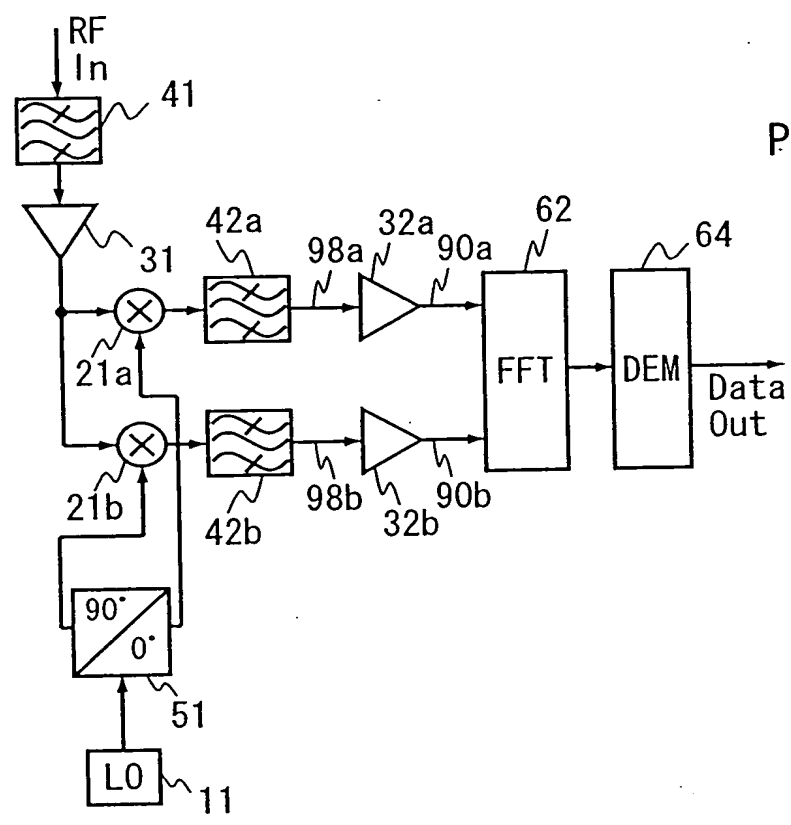 RF
In
41
P
31
42a
98a
32a
90a
62
64
21a
FFT
DEM
Data
Out
21b
42b
98b
32b
90b
90°
0°
51
LO
11